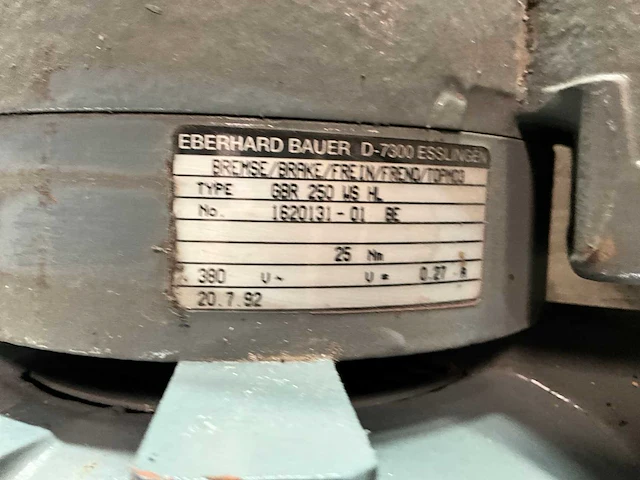 EBERHARD BAUER D-7300 ESSLINGEN
BREMSE/BRAKE/FREIN/FRENO/TOPMO3
TYPE GBR 250 WS HL
No. 1620131-01 BE
25 Nm
380 V~ V= 0.27 A
20.7.92